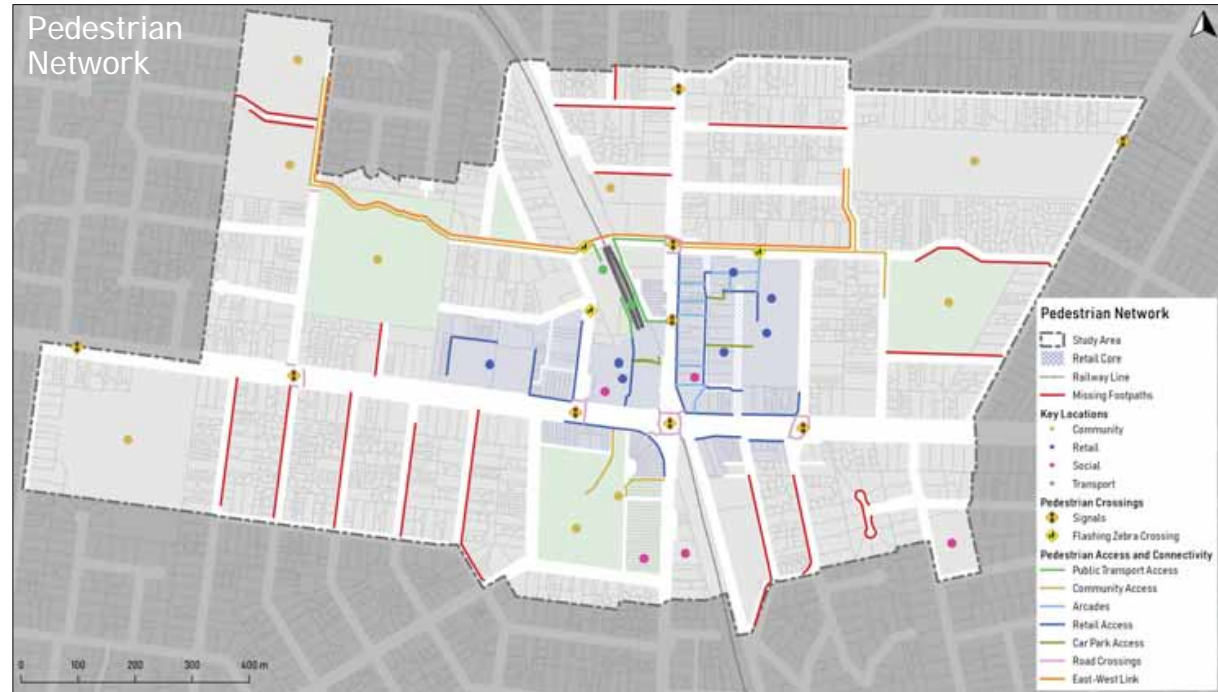 Pedestrian
Network
Pedestrian Network
Study Area
Retail Core
Railway Line
Missing Footpaths
Key Locations
Community
Retail
Social
Transport
Pedestrian Crossings
Signals
Flashing Zebra Crossing
Pedestrian Access and Connectivity
Public Transport Access
Community Access
Arcades
Retail Access
Car Park Access
Road Crossings
East-West Link
0 100 200 300 400 m